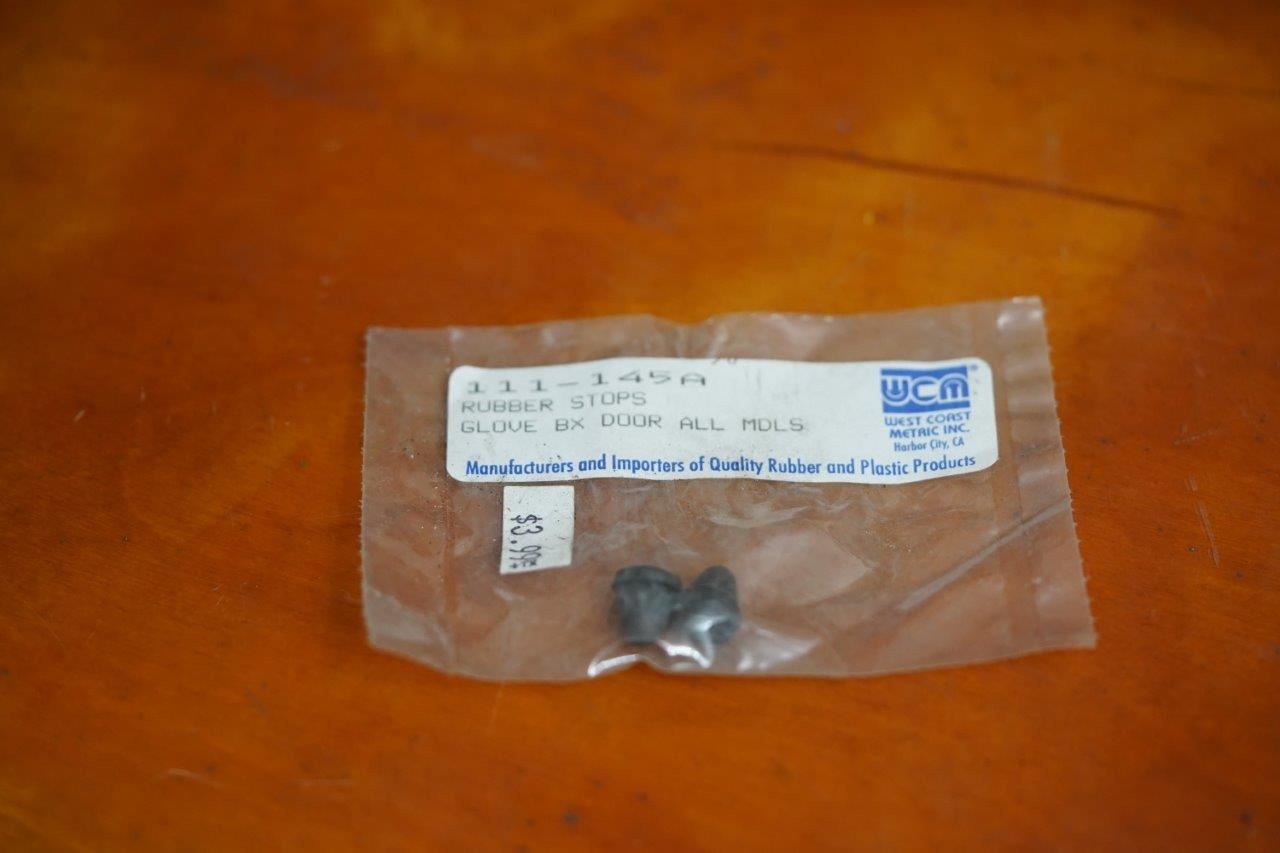 111-145A
RUBBER STOPS
GLOVE BX DOOR ALL MDLS
WCM®
WEST COAST
METRIC INC.
Harbor City, CA
Manufacturers and Importers of Quality Rubber and Plastic Products
$3.99